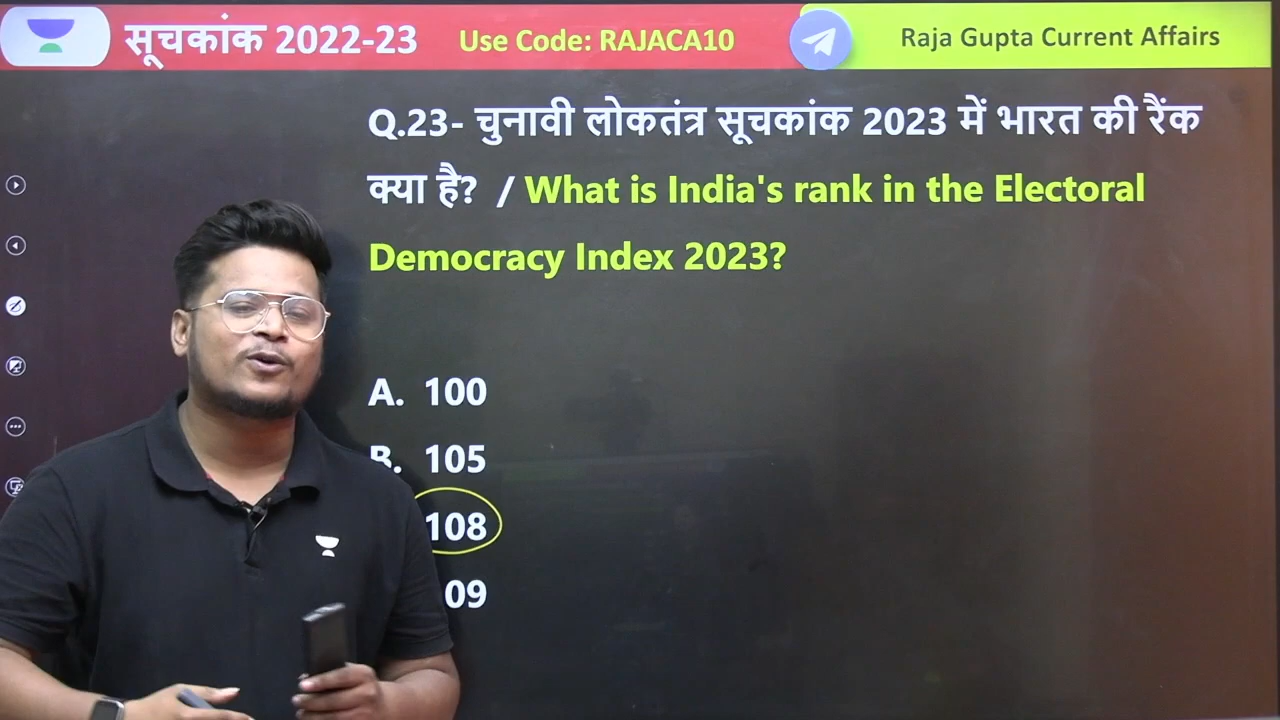 सूचकांक 2022-23
Use Code: RAJACA10
Raja Gupta Current Affairs
Q.23- चुनावी लोकतंत्र सूचकांक 2023 में भारत की रैंक
क्या है? / What is India's rank in the Electoral
Democracy Index 2023?
A. 100
B. 105
108
09